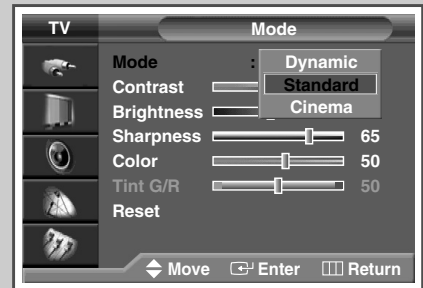 TV Mode
Mode : Dynamic
Contrast Standard
Brightness Cinema
Sharpness 65
Color 50
Tint G/R 50
Reset
Move Enter Return